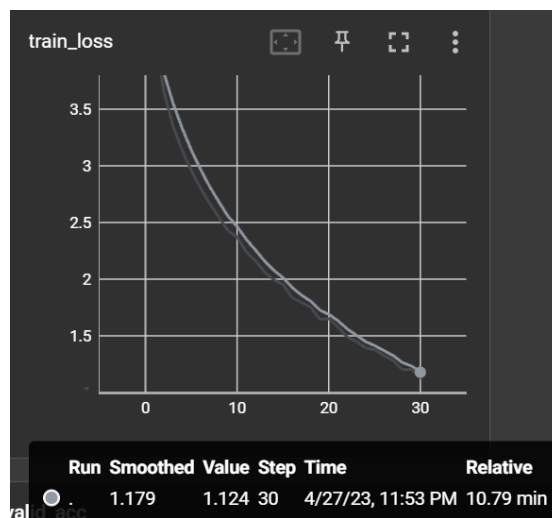 train_loss
3.5
3
2.5
2
1.5
0 10 20 30
Run Smoothed Value Step Time Relative
. 1.179 1.124 30 4/27/23, 11:53 PM 10.79 min
valid_acc